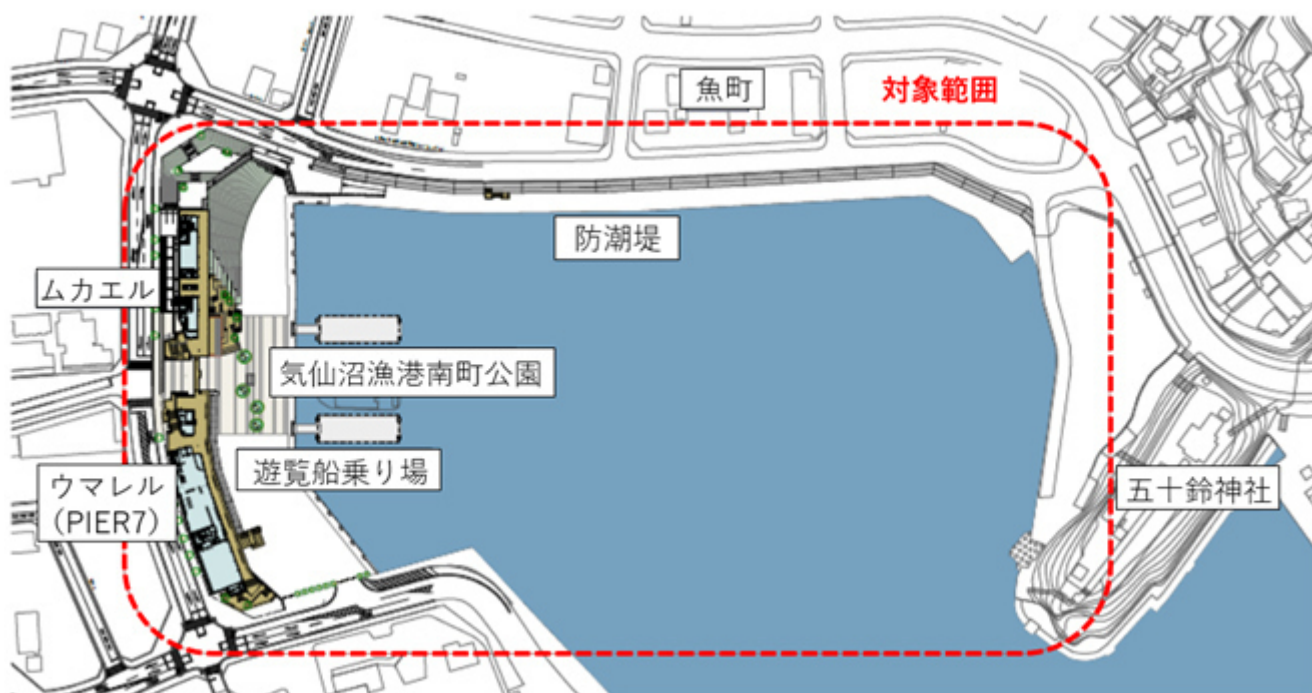 魚町
対象範囲
防潮堤
ムカエル
気仙沼漁港南町公園
遊覧船乗り場
ウマレル
(PIER7)
五十鈴神社